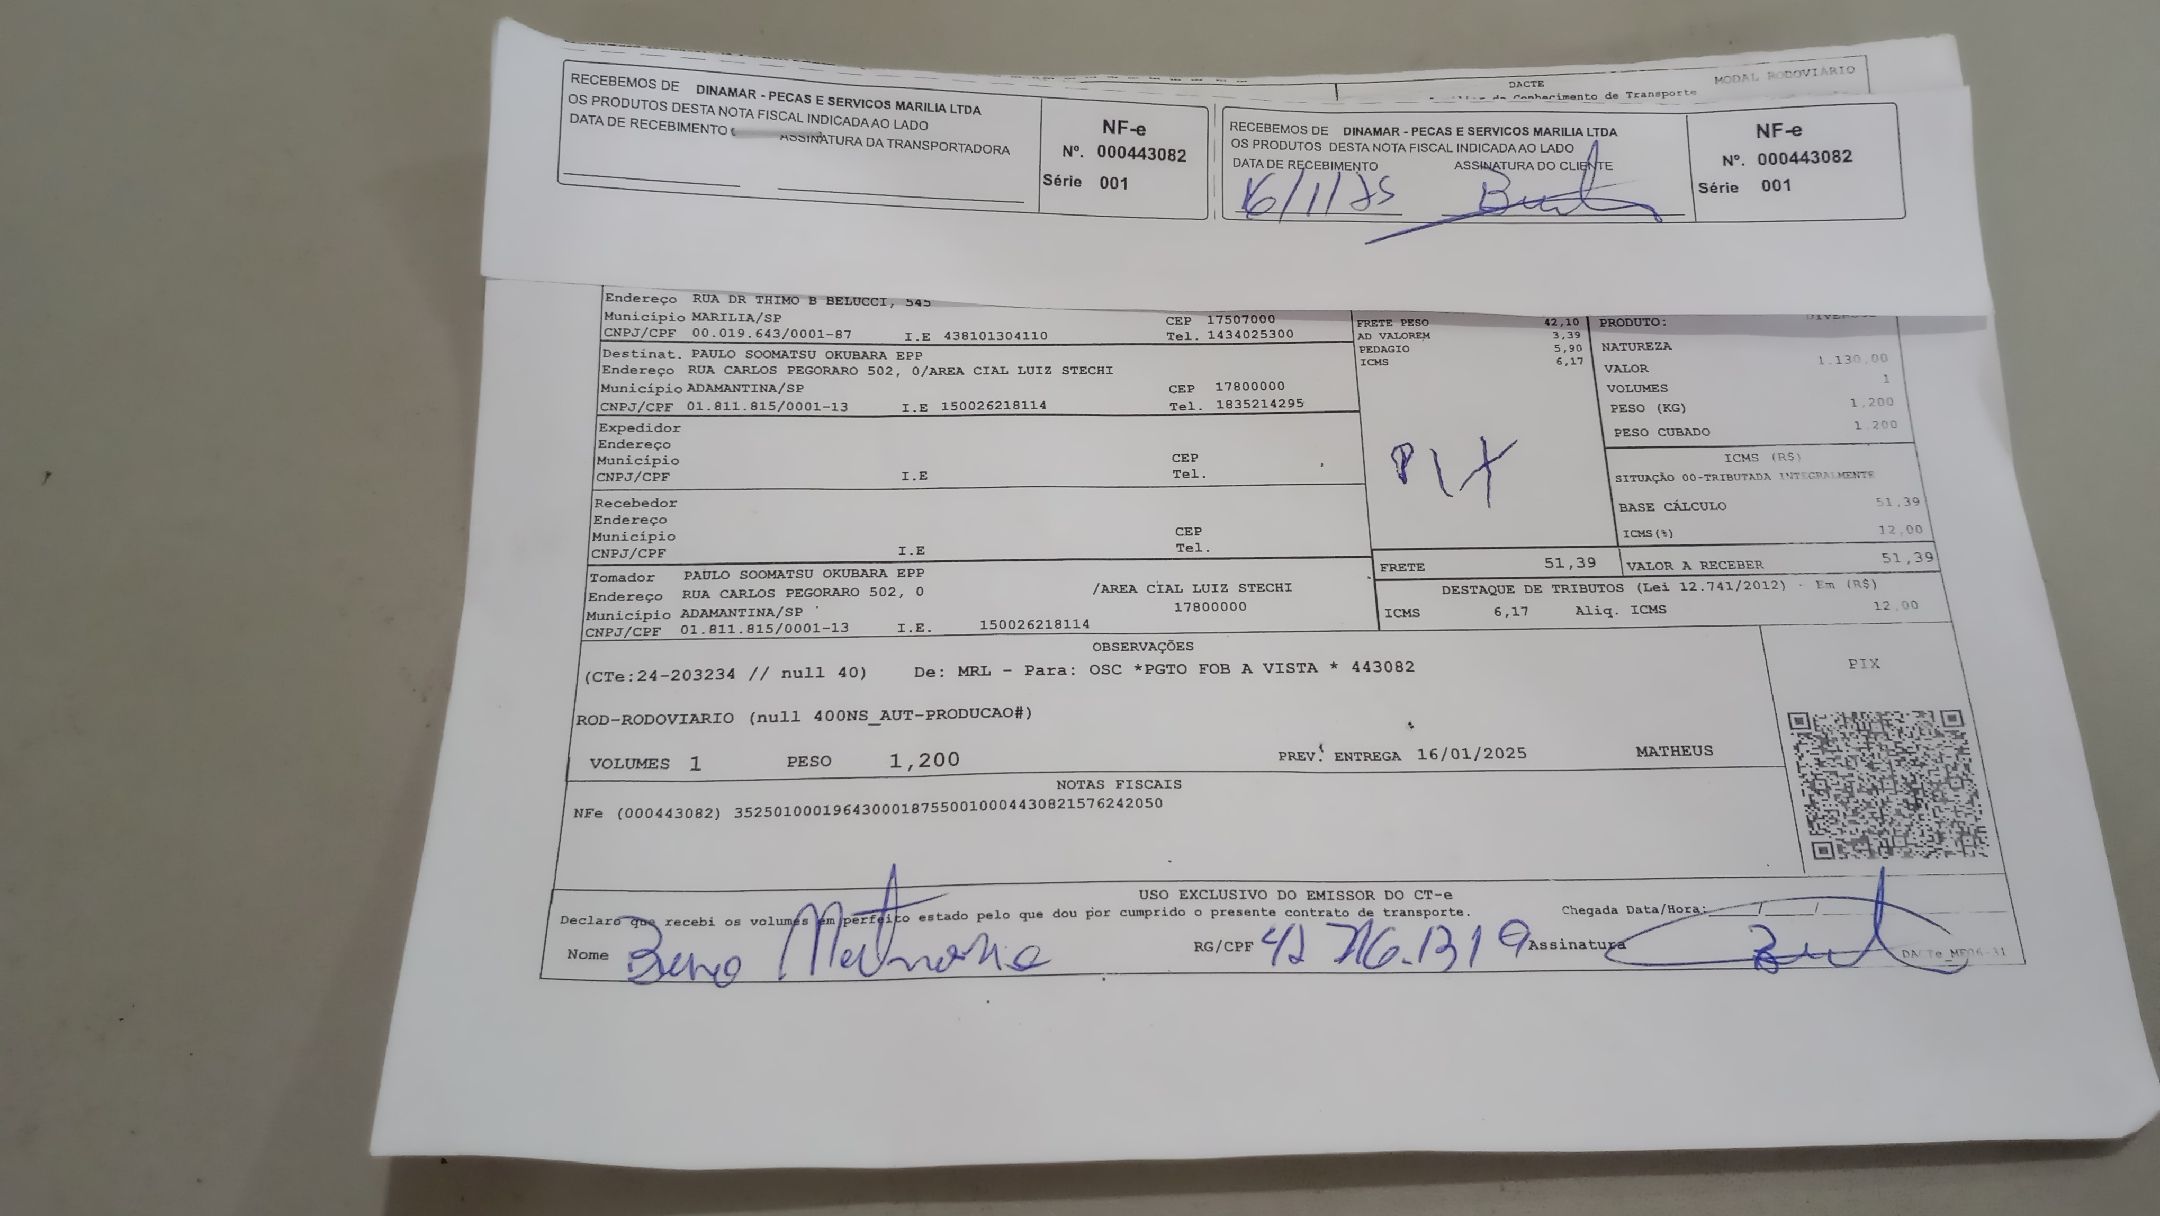 DACTE
MODAL RODOVIÁRIO
de Conhecimento de Transporte
RECEBEMOS DE DINAMAR - PECAS E SERVICOS MARILIA LTDA
OS PRODUTOS DESTA NOTA FISCAL INDICADA AO LADO
DATA DE RECEBIMENTO ASSINATURA DA TRANSPORTADORA
NF-e
Nº. 000443082
Série 001
RECEBEMOS DE DINAMAR - PECAS E SERVICOS MARILIA LTDA
OS PRODUTOS DESTA NOTA FISCAL INDICADA AO LADO
DATA DE RECEBIMENTO ASSINATURA DO CLIENTE
16/1/25
NF-e
Nº. 000443082
Série 001
Endereço RUA DR THIMO B BELUCCI, 545
Município MARILIA/SP CEP 17507000
CNPJ/CPF 00.019.643/0001-87 I.E 438101304110 Tel. 1434025300
Destinat. PAULO SOOMATSU OKUBARA EPP
Endereço RUA CARLOS PEGORARO 502, 0/AREA CIAL LUIZ STECHI
Município ADAMANTINA/SP CEP 17800000
CNPJ/CPF 01.811.815/0001-13 I.E 150026218114 Tel. 1835214295
Expedidor
Endereço
Município CEP
CNPJ/CPF I.E Tel.
Recebedor
Endereço
Município CEP
CNPJ/CPF I.E Tel.
Tomador PAULO SOOMATSU OKUBARA EPP
Endereço RUA CARLOS PEGORARO 502, 0 /AREA CIAL LUIZ STECHI
Município ADAMANTINA/SP 17800000
CNPJ/CPF 01.811.815/0001-13 I.E. 150026218114
FRETE PESO 42,10
AD VALOREM 3,39
PEDAGIO 5,90
ICMS 6,17
PIX
PRODUTO:
NATUREZA
VALOR 1.130,00
VOLUMES 1
PESO (KG) 1,200
PESO CUBADO 1.200
ICMS (R$)
SITUAÇÃO 00-TRIBUTADA INTEGRALMENTE
BASE CÁLCULO 51,39
ICMS(%) 12,00
FRETE 51,39 VALOR A RECEBER 51,39
DESTAQUE DE TRIBUTOS (Lei 12.741/2012) - Em (R$)
ICMS 6,17 Aliq. ICMS 12,00
OBSERVAÇÕES
(CTe:24-203234 // null 40) De: MRL - Para: OSC *PGTO FOB A VISTA * 443082
ROD-RODOVIARIO (null 400NS_AUT-PRODUCAO#)
VOLUMES 1 PESO 1,200 PREV. ENTREGA 16/01/2025 MATHEUS
PIX
NOTAS FISCAIS
NFe (000443082) 35250100019643000187550010004430821576242050
USO EXCLUSIVO DO EMISSOR DO CT-e
Declaro que recebi os volumes em perfeito estado pelo que dou por cumprido o presente contrato de transporte. Chegada Data/Hora: __/__/
Nome RG/CPF 42 716.131 9 Assinatura